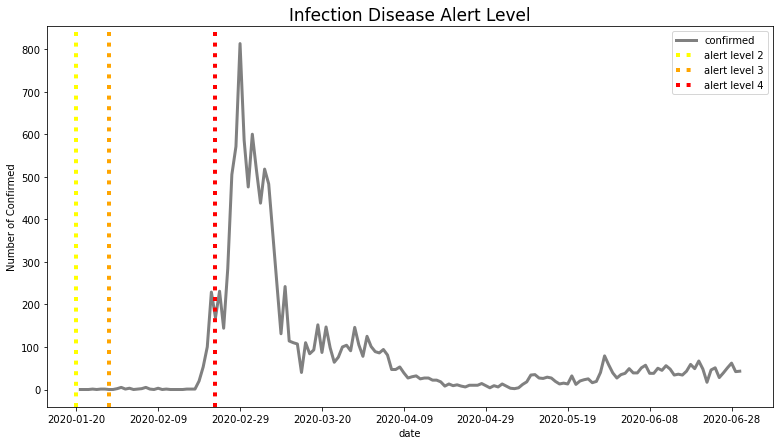 Infection Disease Alert Level
confirmed
alert level 2
alert level 3
alert level 4
Number of Confirmed
800
700
600
500
400
300
200
100
0
2020-01-20 2020-02-09 2020-02-29 2020-03-20 2020-04-09 2020-04-29 2020-05-19 2020-06-08 2020-06-28
date